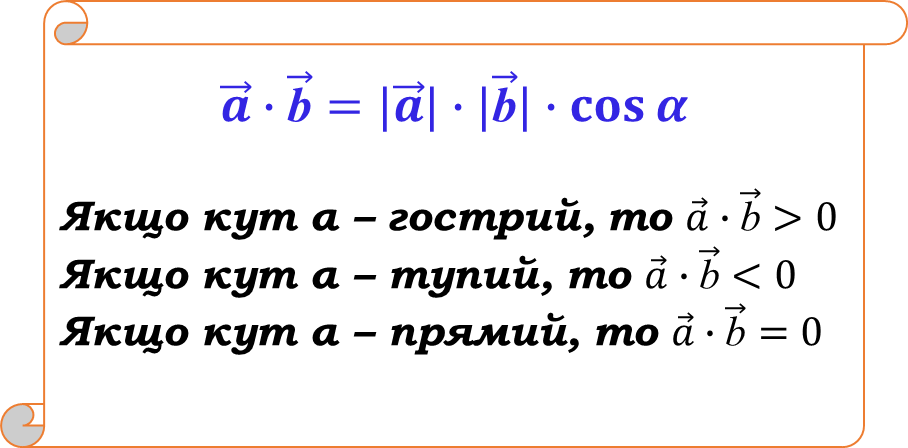 a⃗ · b⃗ = |a⃗| · |b⃗| · cos α
Якщо кут α – гострий, то a⃗ · b⃗ > 0
Якщо кут α – тупий, то a⃗ · b⃗ < 0
Якщо кут α – прямий, то a⃗ · b⃗ = 0